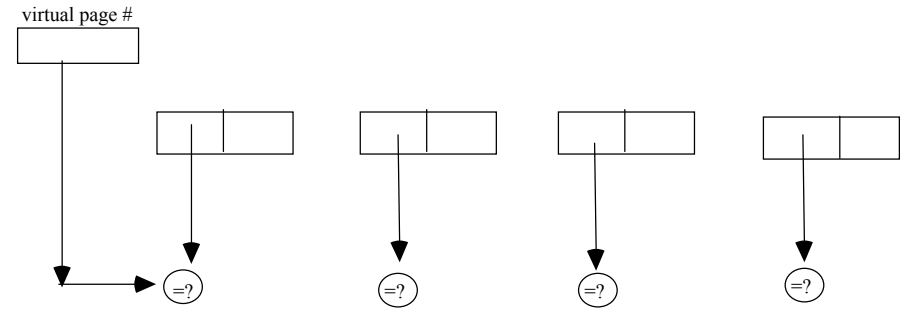 virtual page #
=? =? =? =?